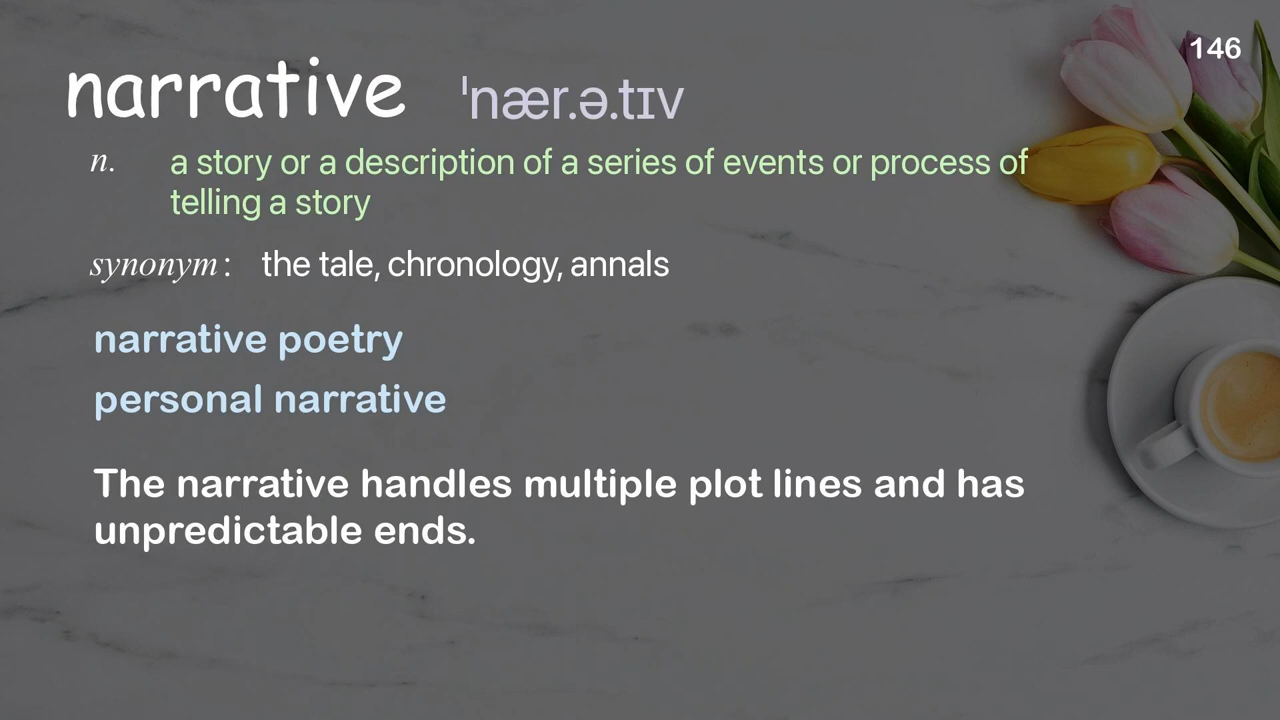 146
narrative ˈnær.ə.tɪv
n. a story or a description of a series of events or process of
telling a story
synonym: the tale, chronology, annals
narrative poetry
personal narrative
The narrative handles multiple plot lines and has
unpredictable ends.